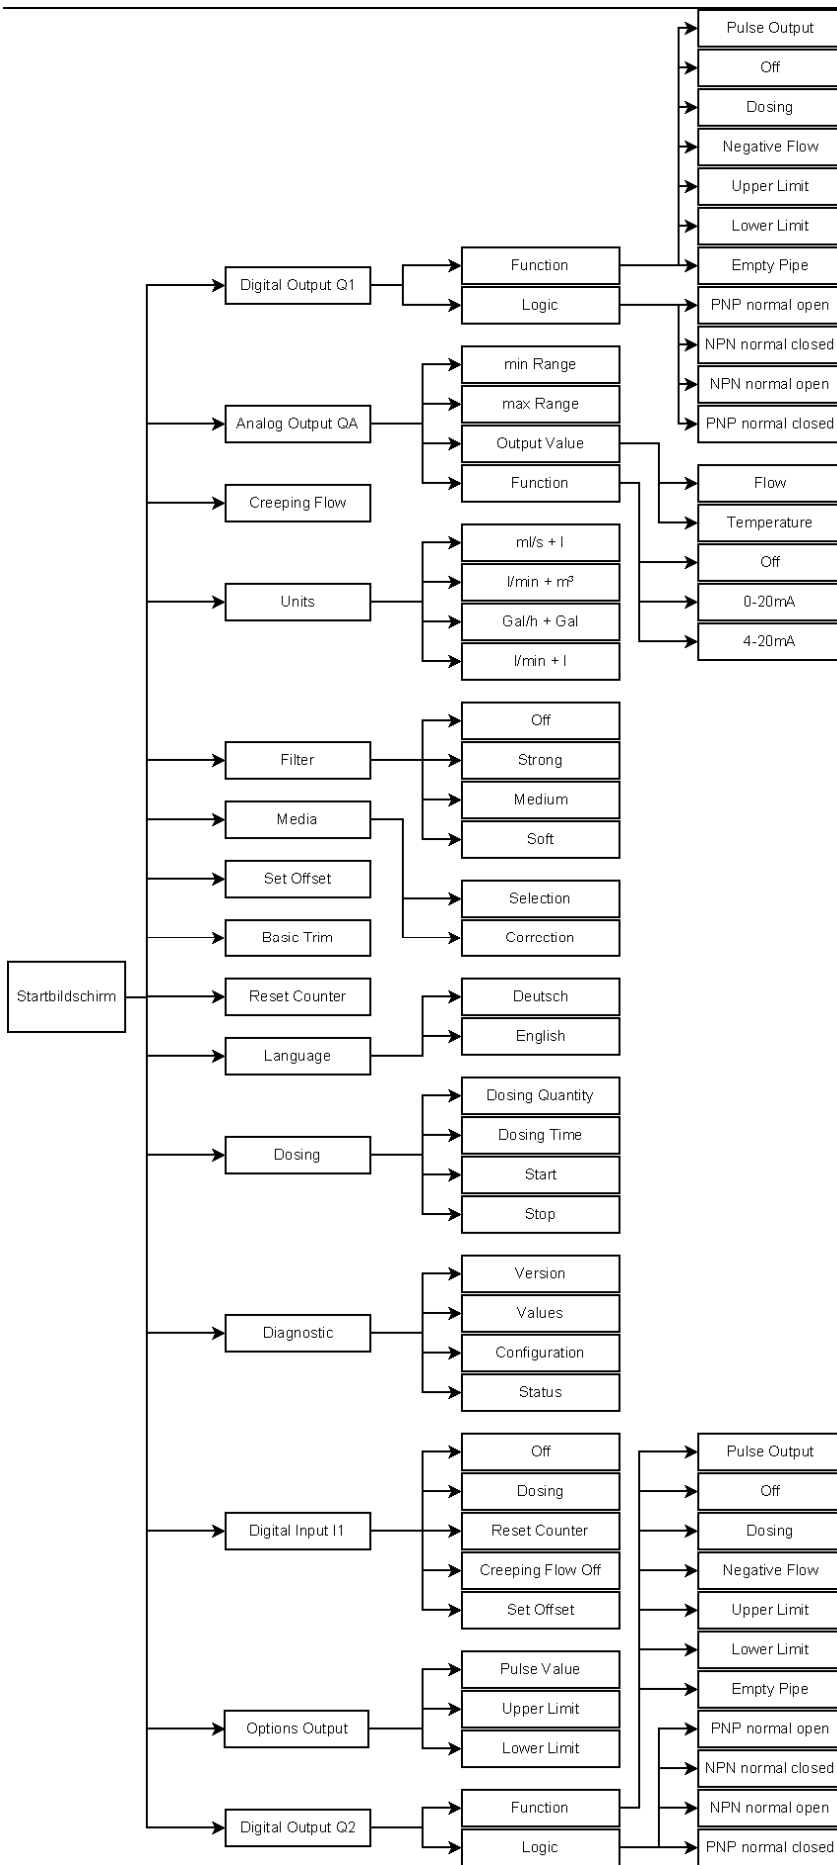 Startbildschirm
Digital Output Q1
Function
Pulse Output
Off
Dosing
Negative Flow
Upper Limit
Lower Limit
Empty Pipe
Logic
PNP normal open
NPN normal closed
NPN normal open
PNP normal closed
Analog Output QA
min Range
max Range
Output Value
Flow
Temperature
Function
Off
0-20mA
4-20mA
Creeping Flow
Units
ml/s + l
l/min + m³
Gal/h + Gal
l/min + l
Filter
Off
Strong
Medium
Soft
Media
Selection
Correction
Set Offset
Basic Trim
Reset Counter
Language
Deutsch
English
Dosing
Dosing Quantity
Dosing Time
Start
Stop
Diagnostic
Version
Values
Configuration
Status
Digital Input I1
Off
Dosing
Reset Counter
Creeping Flow Off
Set Offset
Options Output
Pulse Value
Upper Limit
Lower Limit
Digital Output Q2
Function
Pulse Output
Off
Dosing
Negative Flow
Upper Limit
Lower Limit
Empty Pipe
Logic
PNP normal open
NPN normal closed
NPN normal open
PNP normal closed